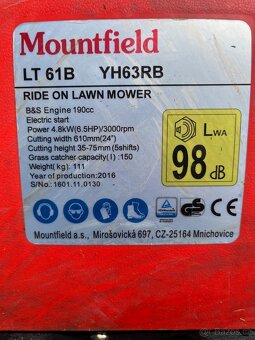 Mountfield
LT 61B YH63RB
RIDE ON LAWN MOWER
B&S Engine 190cc
Electric start
Power 4.8kW(6.5HP)/3000rpm
Cutting width 610mm(24")
Cutting height 35-75mm(5shifts)
Grass catcher capacity(l):150
Weight(kg): 111
Year of production:2016
S/No.: 1601.11.0130
LWA
98 dB
CE
Mountfield a.s., Mirošovická 697, CZ-25164 Mnichovice